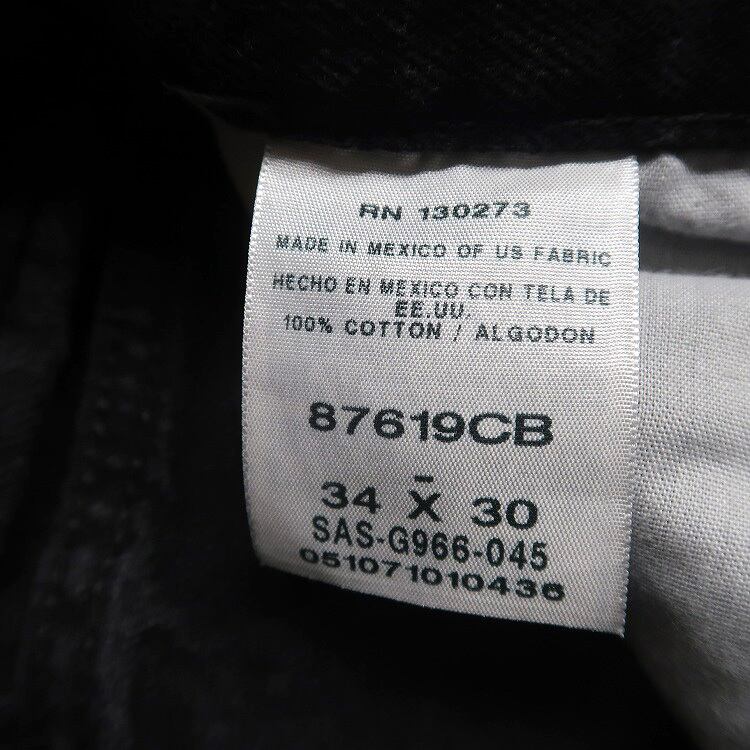 RN 130273
MADE IN MEXICO OF US FABRIC
HECHO EN MEXICO CON TELA DE
EE.UU.
100% COTTON / ALGODON
87619CB
34 X 30
SAS-G966-045
051071010436